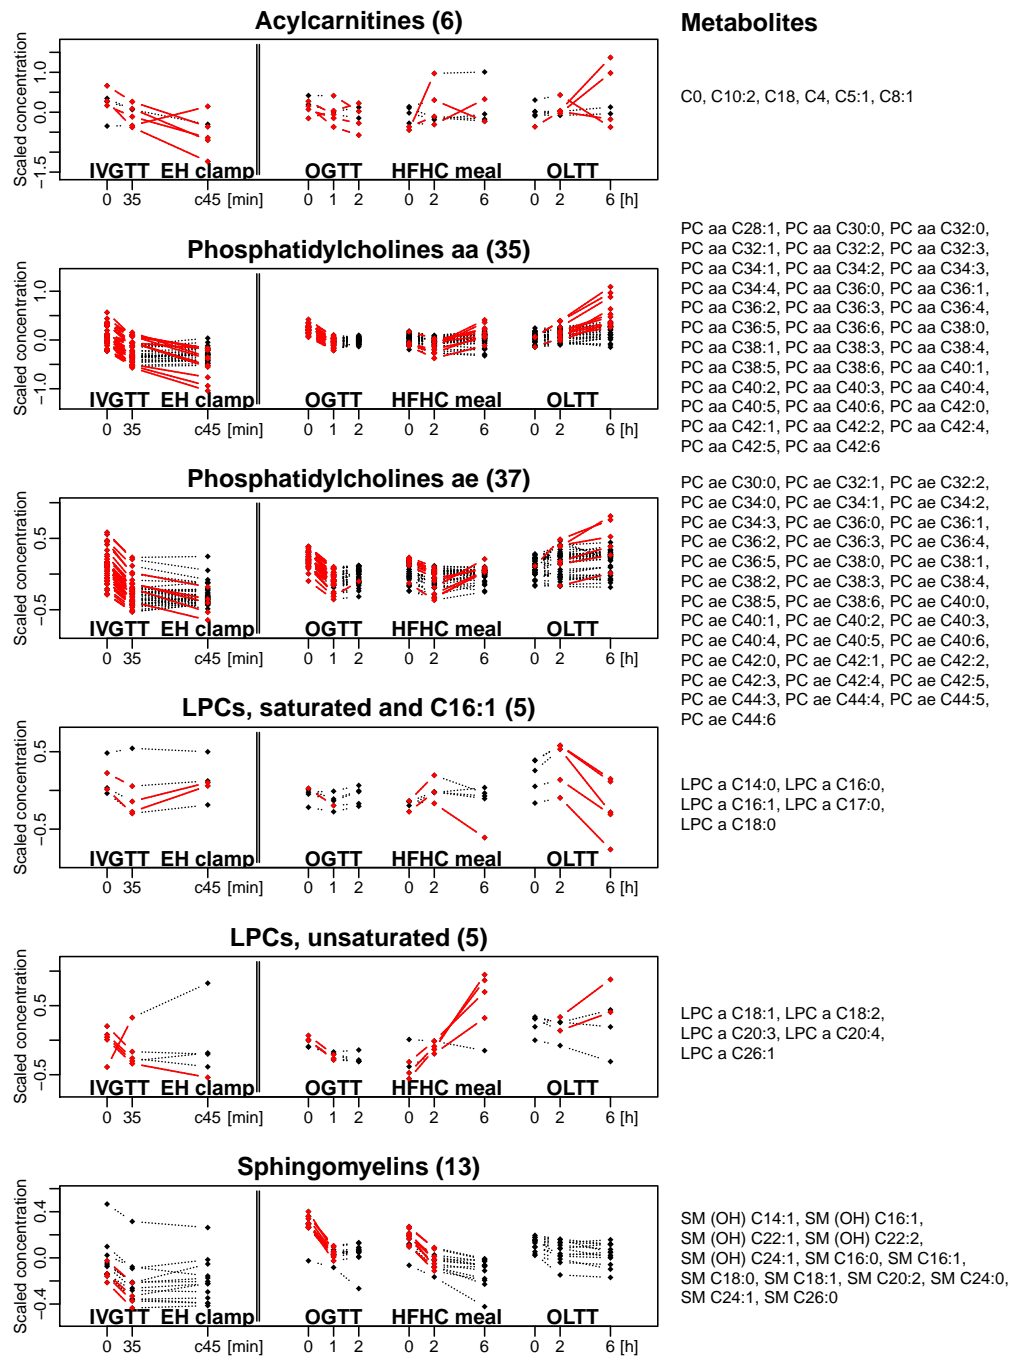 Acylcarnitines (6)
Metabolites
Scaled concentration
1.0
0.0
−1.5
IVGTT EH clamp OGTT HFHC meal OLTT
0 35 c45 [min] 0 1 2 0 2 6 0 2 6 [h]
C0, C10:2, C18, C4, C5:1, C8:1
Phosphatidylcholines aa (35)
Scaled concentration
1.0
0.0
−1.0
IVGTT EH clamp OGTT HFHC meal OLTT
0 35 c45 [min] 0 1 2 0 2 6 0 2 6 [h]
PC aa C28:1, PC aa C30:0, PC aa C32:0,
PC aa C32:1, PC aa C32:2, PC aa C32:3,
PC aa C34:1, PC aa C34:2, PC aa C34:3,
PC aa C34:4, PC aa C36:0, PC aa C36:1,
PC aa C36:2, PC aa C36:3, PC aa C36:4,
PC aa C36:5, PC aa C36:6, PC aa C38:0,
PC aa C38:1, PC aa C38:3, PC aa C38:4,
PC aa C38:5, PC aa C38:6, PC aa C40:1,
PC aa C40:2, PC aa C40:3, PC aa C40:4,
PC aa C40:5, PC aa C40:6, PC aa C42:0,
PC aa C42:1, PC aa C42:2, PC aa C42:4,
PC aa C42:5, PC aa C42:6
Phosphatidylcholines ae (37)
Scaled concentration
0.5
−0.5
IVGTT EH clamp OGTT HFHC meal OLTT
0 35 c45 [min] 0 1 2 0 2 6 0 2 6 [h]
PC ae C30:0, PC ae C32:1, PC ae C32:2,
PC ae C34:0, PC ae C34:1, PC ae C34:2,
PC ae C34:3, PC ae C36:0, PC ae C36:1,
PC ae C36:2, PC ae C36:3, PC ae C36:4,
PC ae C36:5, PC ae C38:0, PC ae C38:1,
PC ae C38:2, PC ae C38:3, PC ae C38:4,
PC ae C38:5, PC ae C38:6, PC ae C40:0,
PC ae C40:1, PC ae C40:2, PC ae C40:3,
PC ae C40:4, PC ae C40:5, PC ae C40:6,
PC ae C42:0, PC ae C42:1, PC ae C42:2,
PC ae C42:3, PC ae C42:4, PC ae C42:5,
PC ae C44:3, PC ae C44:4, PC ae C44:5,
PC ae C44:6
LPCs, saturated and C16:1 (5)
Scaled concentration
0.5
−0.5
IVGTT EH clamp OGTT HFHC meal OLTT
0 35 c45 [min] 0 1 2 0 2 6 0 2 6 [h]
LPC a C14:0, LPC a C16:0,
LPC a C16:1, LPC a C17:0,
LPC a C18:0
LPCs, unsaturated (5)
Scaled concentration
0.5
−0.5
IVGTT EH clamp OGTT HFHC meal OLTT
0 35 c45 [min] 0 1 2 0 2 6 0 2 6 [h]
LPC a C18:1, LPC a C18:2,
LPC a C20:3, LPC a C20:4,
LPC a C26:1
Sphingomyelins (13)
Scaled concentration
0.4
0.0
−0.4
IVGTT EH clamp OGTT HFHC meal OLTT
0 35 c45 [min] 0 1 2 0 2 6 0 2 6 [h]
SM (OH) C14:1, SM (OH) C16:1,
SM (OH) C22:1, SM (OH) C22:2,
SM (OH) C24:1, SM C16:0, SM C16:1,
SM C18:0, SM C18:1, SM C20:2, SM C24:0,
SM C24:1, SM C26:0